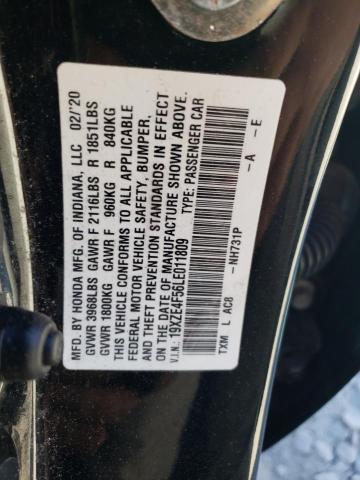 MFD. BY HONDA MFG. OF INDIANA, LLC 02/'20
GVWR 3968LBS GAWR F 2116LBS R 1851LBS
GVWR 1800KG GAWR F 960KG R 840KG
THIS VEHICLE CONFORMS TO ALL APPLICABLE
FEDERAL MOTOR VEHICLE SAFETY, BUMPER,
AND THEFT PREVENTION STANDARDS IN EFFECT
ON THE DATE OF MANUFACTURE SHOWN ABOVE.
V.I.N.: 19XZE4F56LE011809 TYPE: PASSENGER CAR
TXM L AC8 -NH731P -A -E